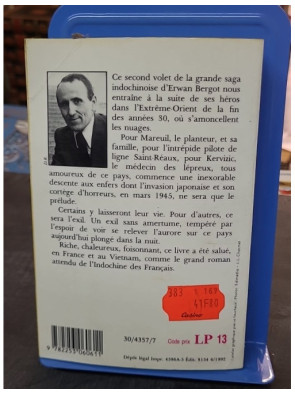 Ce second volet de la grande saga
indochinoise d'Erwan Bergot nous
entraîne à la suite de ses héros
dans l'Extrême-Orient de la fin
des années 30, où s'amoncellent
les nuages.
Pour Mareuil, le planteur, et sa
famille, pour l'intrépide pilote de
ligne Saint-Réaux, pour Kervizic,
le médecin des lépreux, tous
amoureux de ce pays, commence une inexorable
descente aux enfers dont l'invasion japonaise et son
cortège d'horreurs, en mars 1945, ne sera que le
prélude.
Certains y laisseront leur vie. Pour d'autres, ce
sera l'exil. Un exil sans amertume, tempéré par
l'espoir de voir se relever l'aurore sur ce pays
aujourd'hui plongé dans la nuit.
Riche, chaleureux, foisonnant, ce livre a été salué,
en France et au Vietnam, comme le grand roman
attendu de l'Indochine des Français.
383
Casino
30/4357/7
Code prix LP 13
9 782253 060611